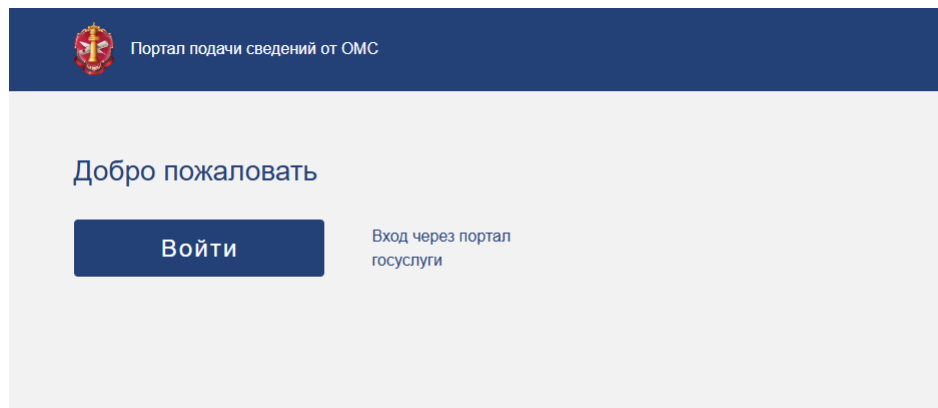 Портал подачи сведений от ОМС
Добро пожаловать
Войти
Вход через портал
госуслуги